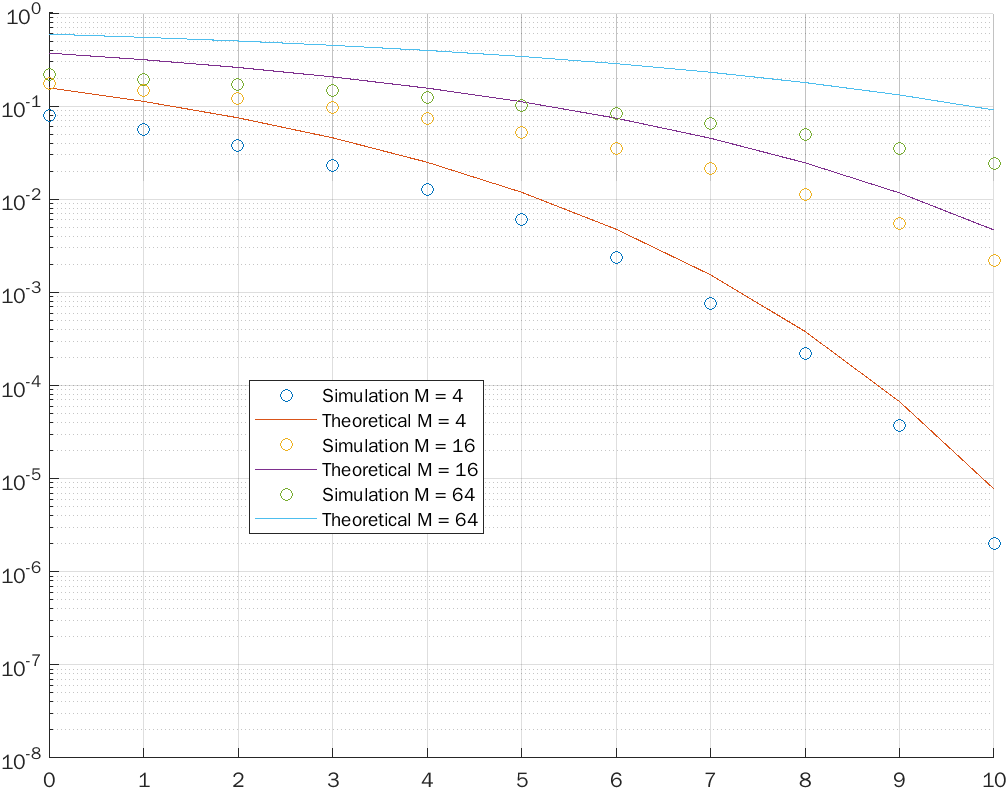 10^0
10^-1
10^-2
10^-3
10^-4
10^-5
10^-6
10^-7
10^-8
Simulation M = 4
Theoretical M = 4
Simulation M = 16
Theoretical M = 16
Simulation M = 64
Theoretical M = 64
0 1 2 3 4 5 6 7 8 9 10